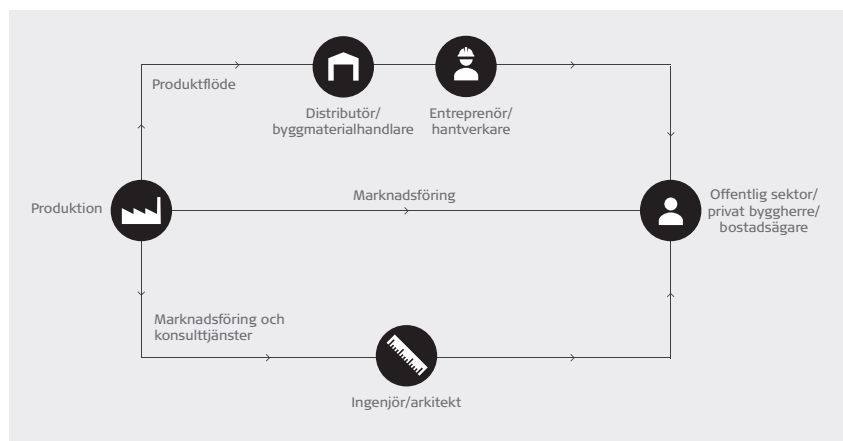 Produktflöde
Distributör/
byggmaterialhandlare
Entreprenör/
hantverkare
Produktion
Marknadsföring
Offentlig sektor/
privat byggherre/
bostadsägare
Marknadsföring och
konsulttjänster
Ingenjör/arkitekt